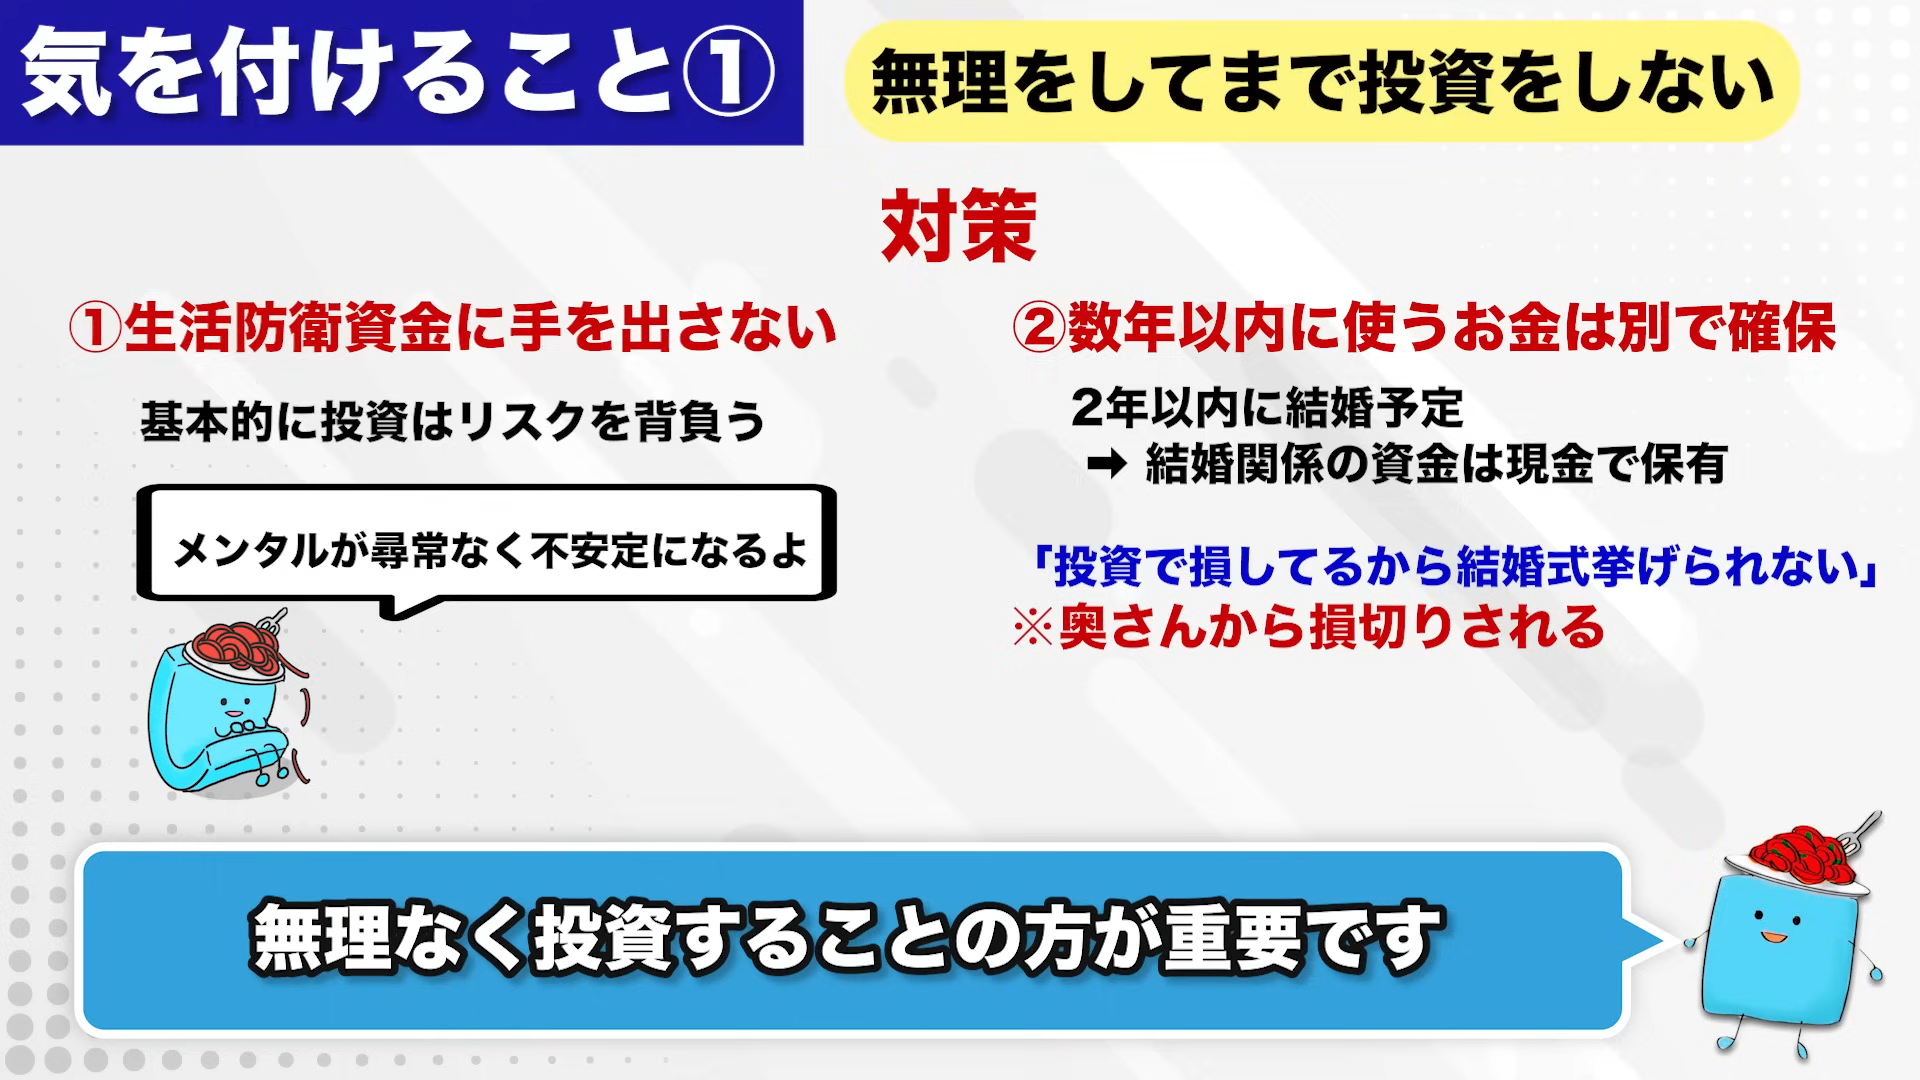 気を付けること①
無理をしてまで投資をしない
対策
①生活防衛資金に手を出さない
基本的に投資はリスクを背負う
メンタルが尋常なく不安定になるよ
②数年以内に使うお金は別で確保
2年以内に結婚予定
➡ 結婚関係の資金は現金で保有
「投資で損してるから結婚式挙げられない」
※奥さんから損切りされる
無理なく投資することの方が重要です